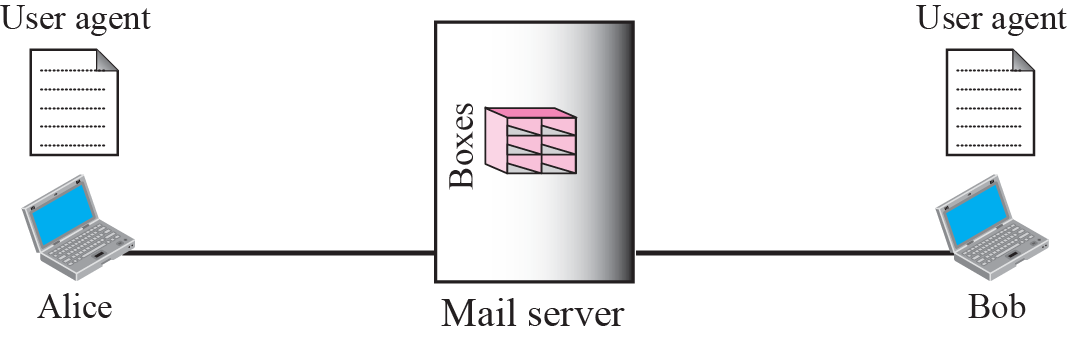 User agent
User agent
Boxes
Alice
Mail server
Bob